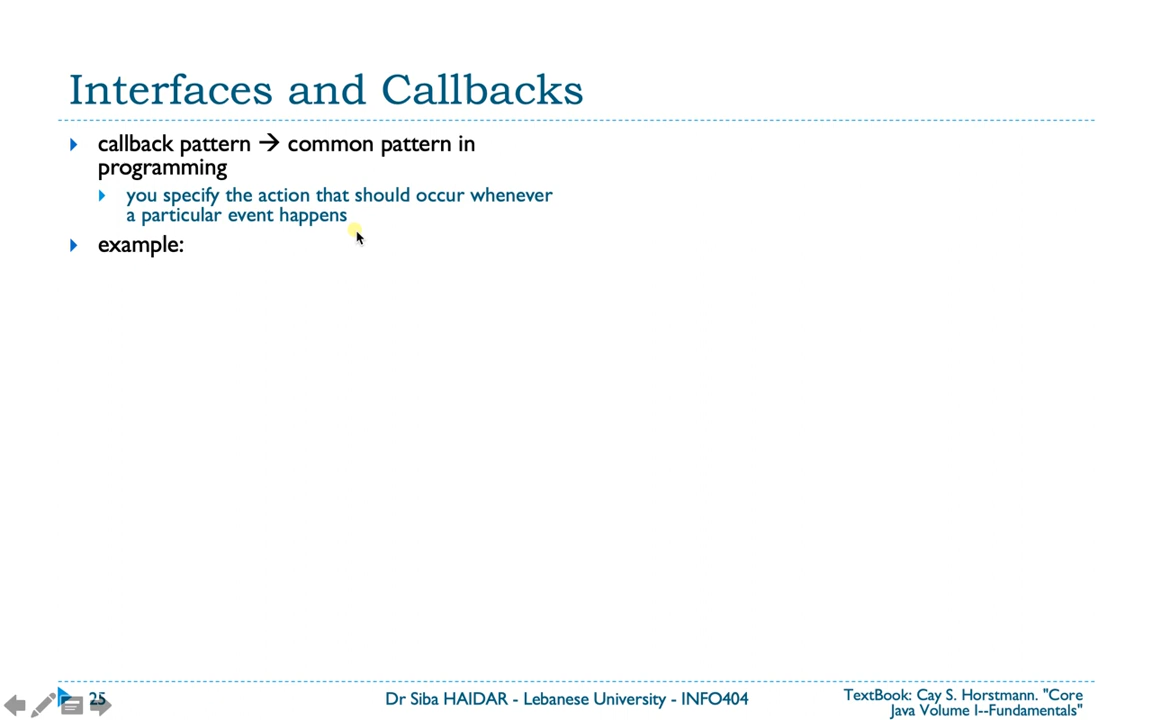 Interfaces and Callbacks
callback pattern → common pattern in
programming
you specify the action that should occur whenever
a particular event happens
example:
25
Dr Siba HAIDAR - Lebanese University - INFO404
TextBook: Cay S. Horstmann. "Core
Java Volume I--Fundamentals"